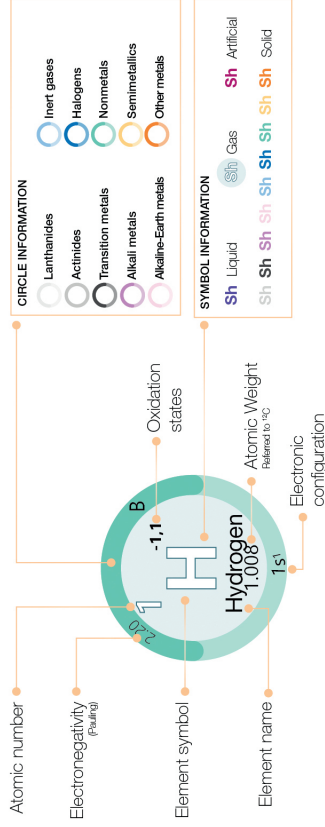 Atomic number
Electronegativity
(Pauling)
Element symbol
Element name
2.20
1
B
-1,1
H
Hydrogen
1.008
1s¹
Oxidation
states
Atomic Weight
Referred to ¹²C
Electronic
configuration
CIRCLE INFORMATION
Lanthanides
Actinides
Transition metals
Alkali metals
Alkaline-Earth metals
Inert gases
Halogens
Nonmetals
Semimetallics
Other metals
SYMBOL INFORMATION
Sh Liquid Sh Gas Sh Artificial
Sh Sh Sh Sh Sh Sh Sh Sh Sh Solid